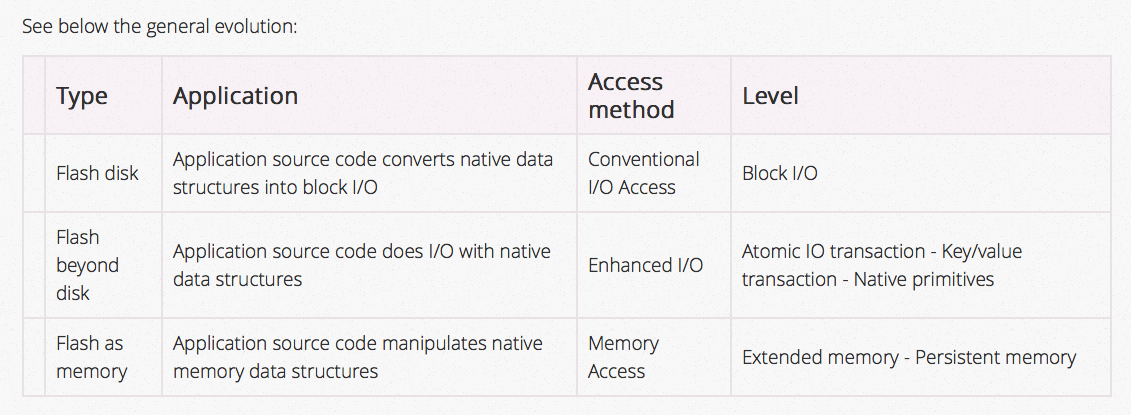 See below the general evolution:
Type Application Access method Level
Flash disk Application source code converts native data structures into block I/O Conventional I/O Access Block I/O
Flash beyond disk Application source code does I/O with native data structures Enhanced I/O Atomic IO transaction - Key/value transaction - Native primitives
Flash as memory Application source code manipulates native memory data structures Memory Access Extended memory - Persistent memory